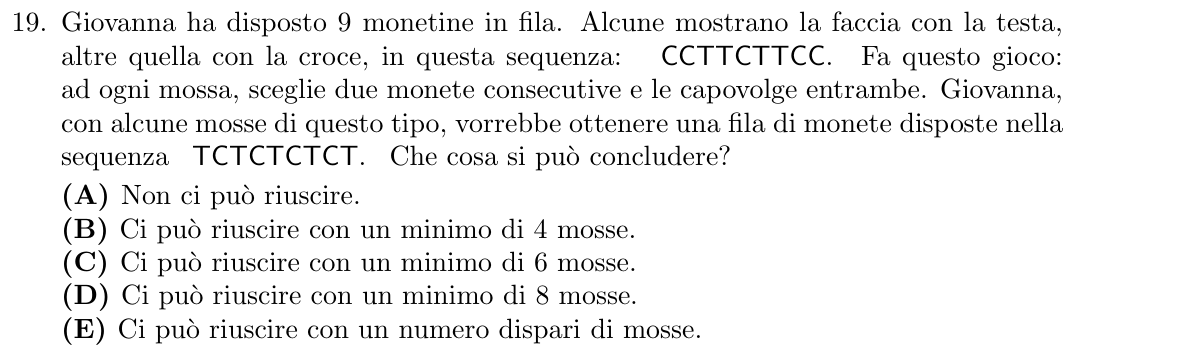 19. Giovanna ha disposto 9 monetine in fila. Alcune mostrano la faccia con la testa,
altre quella con la croce, in questa sequenza: CCTTCTTCC. Fa questo gioco:
ad ogni mossa, sceglie due monete consecutive e le capovolge entrambe. Giovanna,
con alcune mosse di questo tipo, vorrebbe ottenere una fila di monete disposte nella
sequenza TCTCTCTCT. Che cosa si può concludere?
(A) Non ci può riuscire.
(B) Ci può riuscire con un minimo di 4 mosse.
(C) Ci può riuscire con un minimo di 6 mosse.
(D) Ci può riuscire con un minimo di 8 mosse.
(E) Ci può riuscire con un numero dispari di mosse.